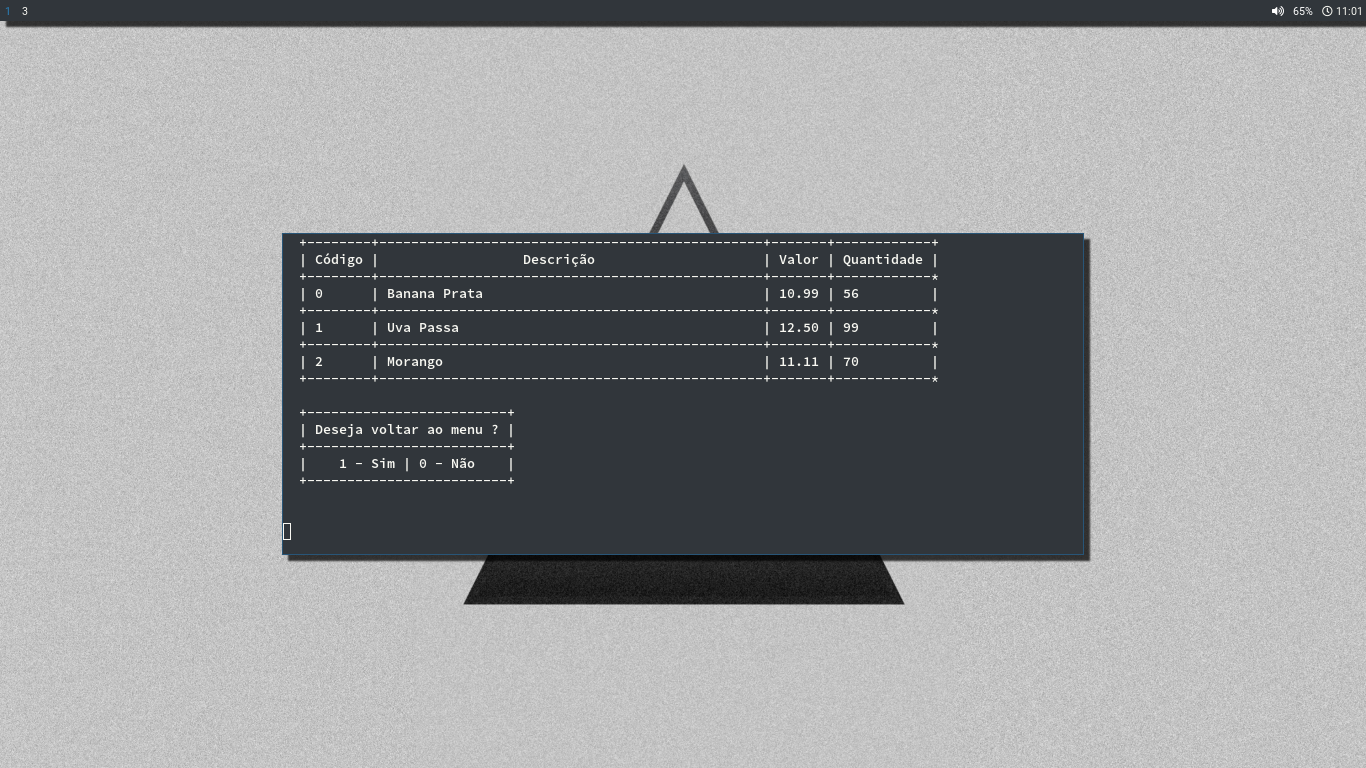 1 3 65% 11:01
+--------+------------------------------------------------+-------+------------+
| Código |                  Descrição                     | Valor | Quantidade |
+--------+------------------------------------------------+-------+------------*
| 0      | Banana Prata                                   | 10.99 | 56         |
+--------+------------------------------------------------+-------+------------*
| 1      | Uva Passa                                      | 12.50 | 99         |
+--------+------------------------------------------------+-------+------------*
| 2      | Morango                                        | 11.11 | 70         |
+--------+------------------------------------------------+-------+------------*
+-------------------------+
| Deseja voltar ao menu ? |
+-------------------------+
|    1 - Sim | 0 - Não    |
+-------------------------+